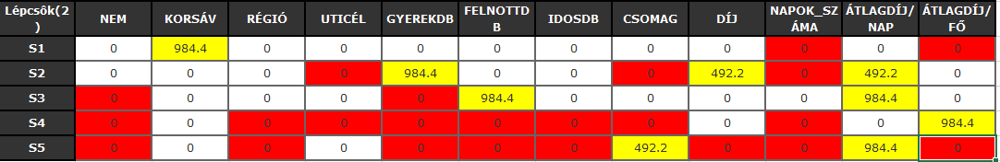 Lépcsôk(2) NEM KORSÁV RÉGIÓ UTICÉL GYEREKDB FELNOTTDB IDOSDB CSOMAG DÍJ NAPOK_SZÁMA ÁTLAGDÍJ/NAP ÁTLAGDÍJ/FŐ
S1 0 984.4 0 0 0 0 0 0 0 0 0 0
S2 0 0 0 0 984.4 0 0 0 492.2 0 492.2 0
S3 0 0 0 0 0 984.4 0 0 0 0 984.4 0
S4 0 0 0 0 0 0 0 0 0 0 0 984.4
S5 0 0 0 0 0 0 0 492.2 0 0 984.4 0